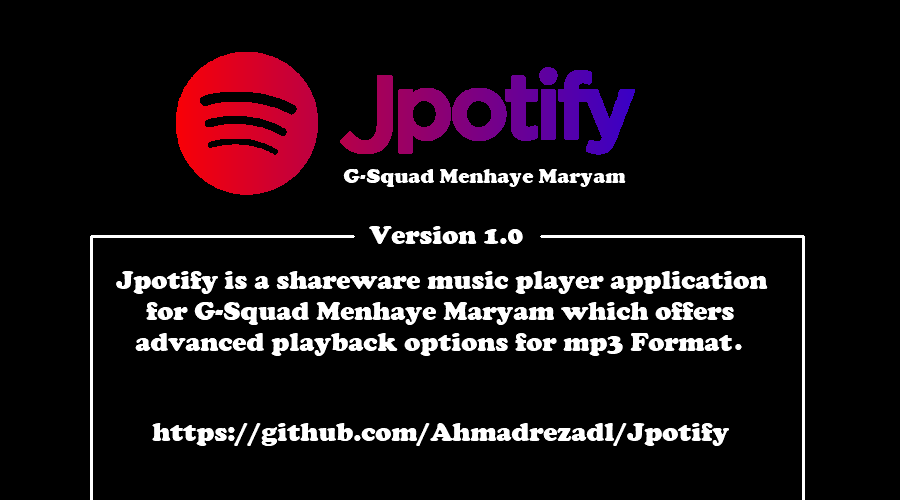 Jpotify
G-Squad Menhaye Maryam
Version 1.0
Jpotify is a shareware music player application
for G-Squad Menhaye Maryam which offers
advanced playback options for mp3 Format.
https://github.com/Ahmadrezadl/Jpotify